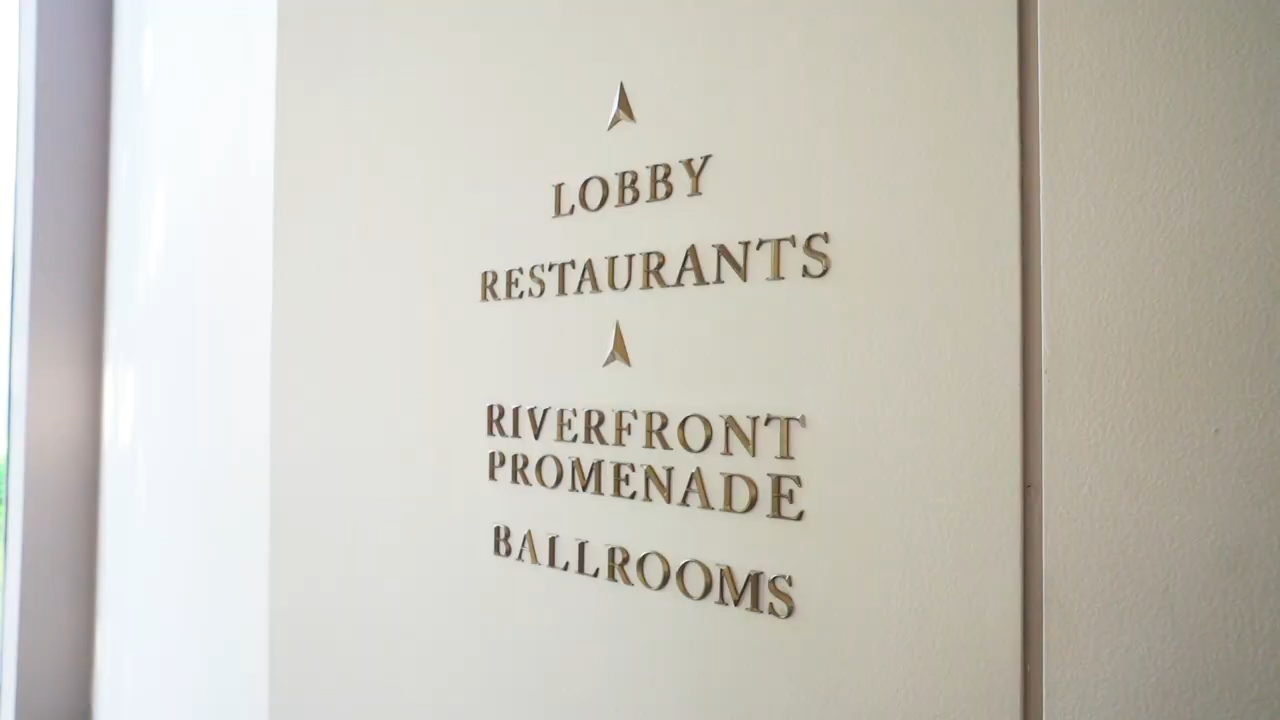 LOBBY
RESTAURANTS
RIVERFRONT
PROMENADE
BALLROOMS